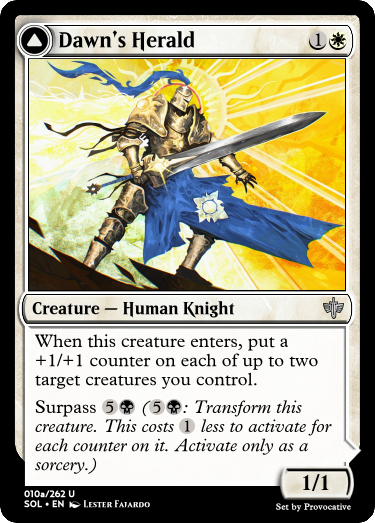 Dawn's Herald 1
Creature — Human Knight
When this creature enters, put a
+1/+1 counter on each of up to two
target creatures you control.
Surpass 5 (5: Transform this
creature. This costs 1 less to activate for
each counter on it. Activate only as a
sorcery.)
1/1
010a/262 U
SOL • EN Lester Fajardo
Set by Provocative